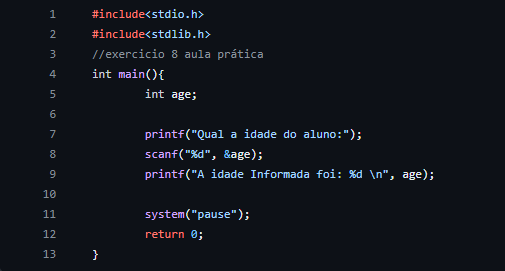 1 #include<stdio.h>
2 #include<stdlib.h>
3 //exercicio 8 aula prática
4 int main(){
5 int age;
6
7 printf("Qual a idade do aluno:");
8 scanf("%d", &age);
9 printf("A idade Informada foi: %d \n", age);
10
11 system("pause");
12 return 0;
13 }